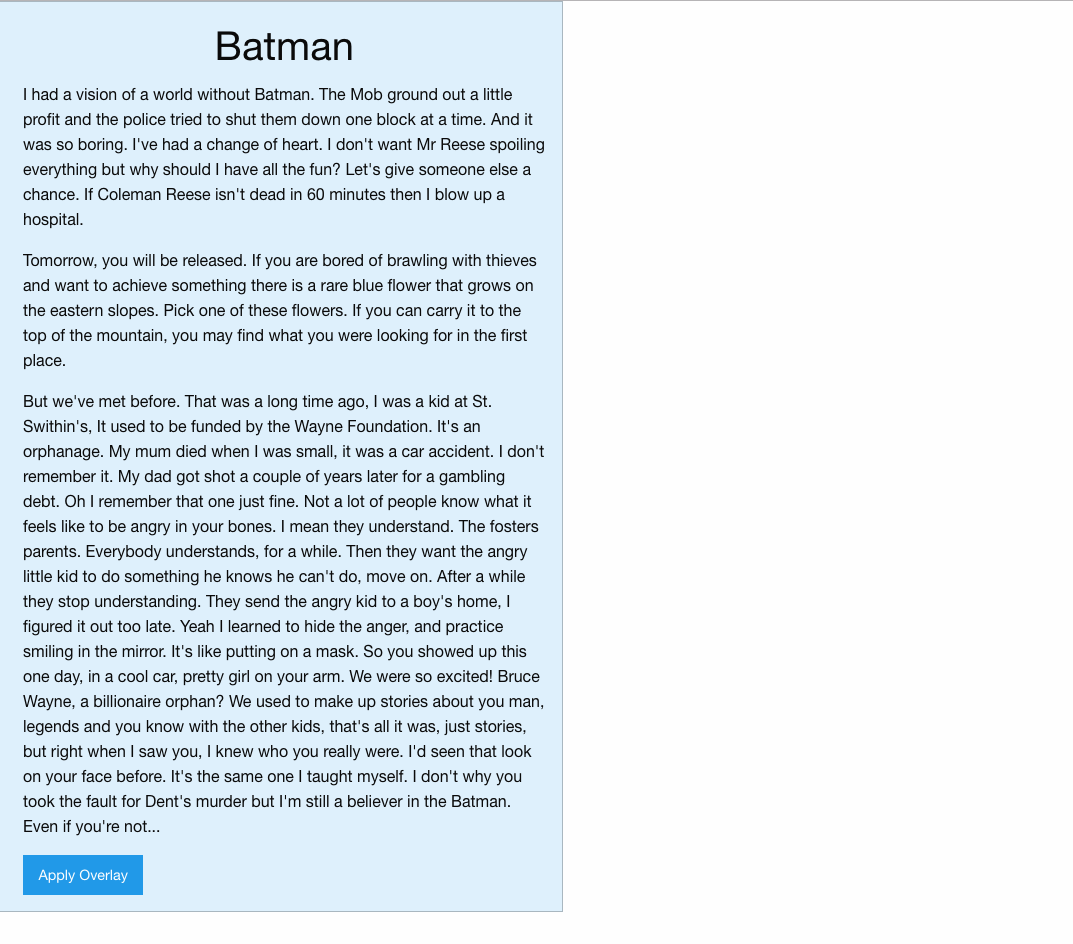 Batman
I had a vision of a world without Batman. The Mob ground out a little
profit and the police tried to shut them down one block at a time. And it
was so boring. I've had a change of heart. I don't want Mr Reese spoiling
everything but why should I have all the fun? Let's give someone else a
chance. If Coleman Reese isn't dead in 60 minutes then I blow up a
hospital.
Tomorrow, you will be released. If you are bored of brawling with thieves
and want to achieve something there is a rare blue flower that grows on
the eastern slopes. Pick one of these flowers. If you can carry it to the
top of the mountain, you may find what you were looking for in the first
place.
But we've met before. That was a long time ago, I was a kid at St.
Swithin's, It used to be funded by the Wayne Foundation. It's an
orphanage. My mum died when I was small, it was a car accident. I don't
remember it. My dad got shot a couple of years later for a gambling
debt. Oh I remember that one just fine. Not a lot of people know what it
feels like to be angry in your bones. I mean they understand. The fosters
parents. Everybody understands, for a while. Then they want the angry
little kid to do something he knows he can't do, move on. After a while
they stop understanding. They send the angry kid to a boy's home, I
figured it out too late. Yeah I learned to hide the anger, and practice
smiling in the mirror. It's like putting on a mask. So you showed up this
one day, in a cool car, pretty girl on your arm. We were so excited! Bruce
Wayne, a billionaire orphan? We used to make up stories about you man,
legends and you know with the other kids, that's all it was, just stories,
but right when I saw you, I knew who you really were. I'd seen that look
on your face before. It's the same one I taught myself. I don't why you
took the fault for Dent's murder but I'm still a believer in the Batman.
Even if you're not...
Apply Overlay